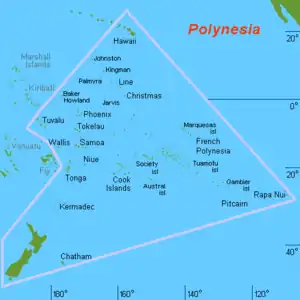 Polynesia
20°
Hawaii
Marshall
Islands
Johnston
Kingman
Palmyra
Line
Kiribati
Baker
Howland
Jarvis
Christmas
0°
Phoenix
Tuvalu
Tokelau
Marquesas
isl
Wallis
Samoa
French
Polynesia
Vanuatu
Fiji
Niue
Society
isl
Tuamotu
isl
20°
Tonga
Cook
Islands
Austral
isl
Gambier
isl
Rapa Nui
Pitcairn
Kermadec
40°
Chatham
180°
160°
140°
120°